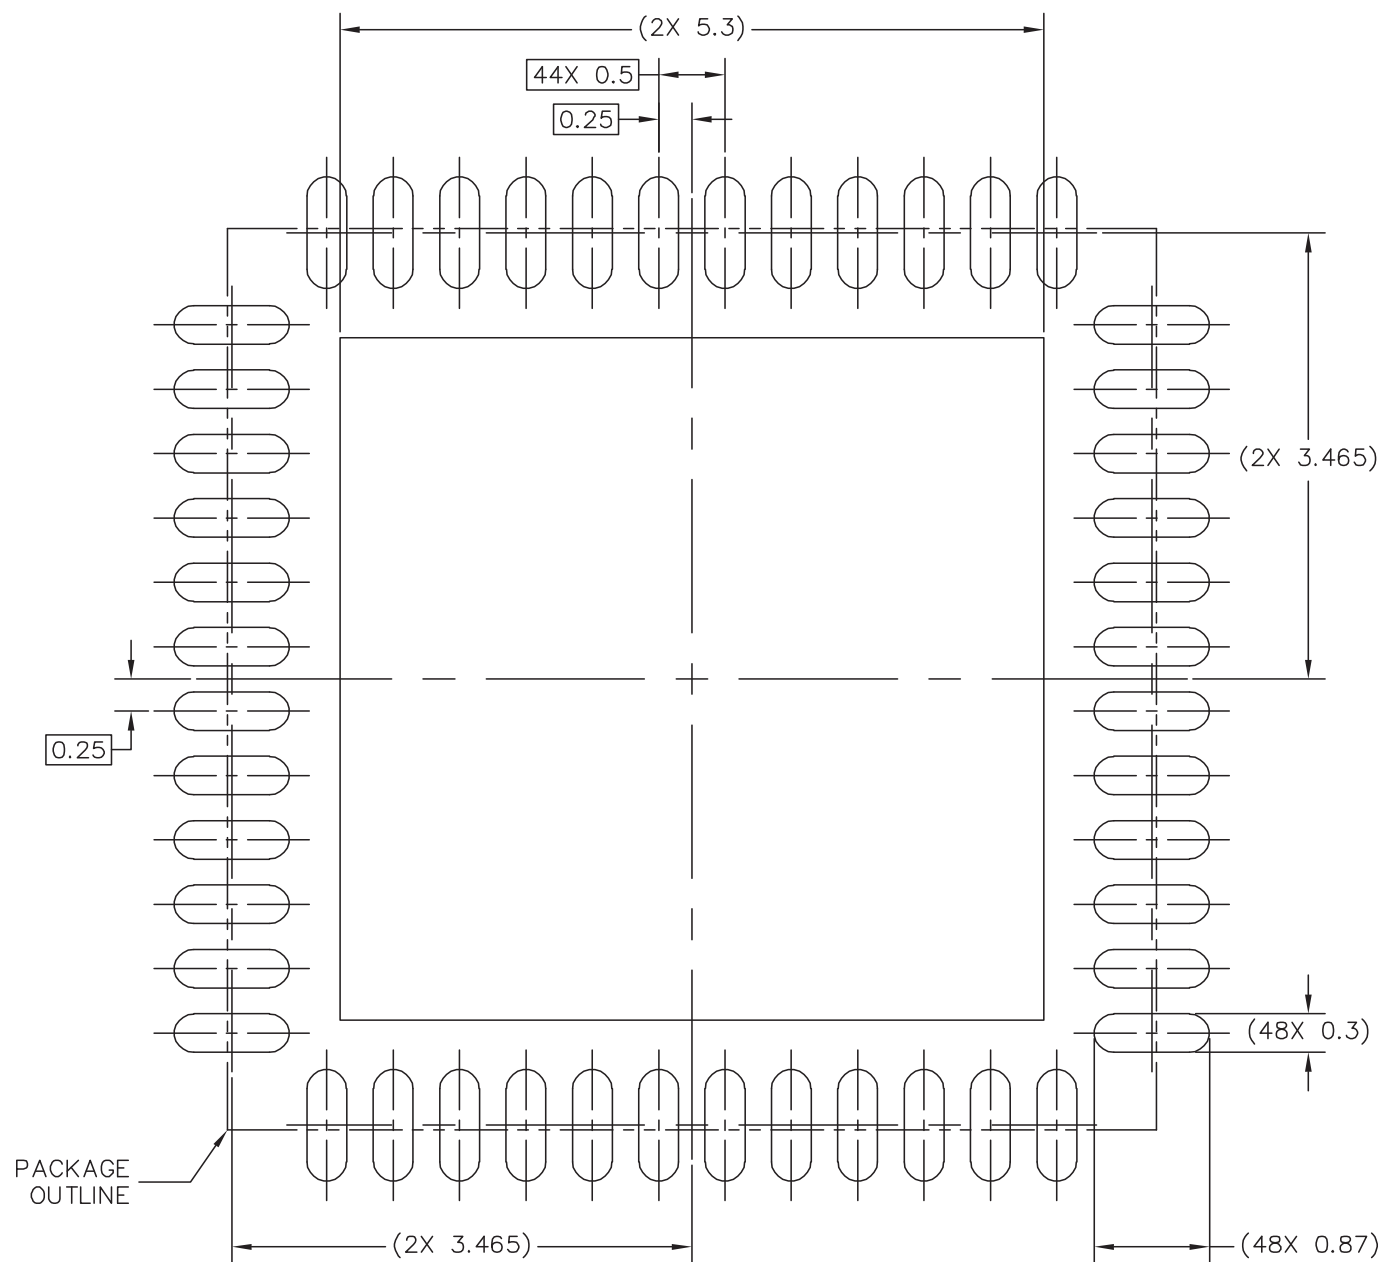 (2X 5.3)
44X 0.5
0.25
(2X 3.465)
0.25
(48X 0.3)
PACKAGE
OUTLINE
(2X 3.465)
(48X 0.87)